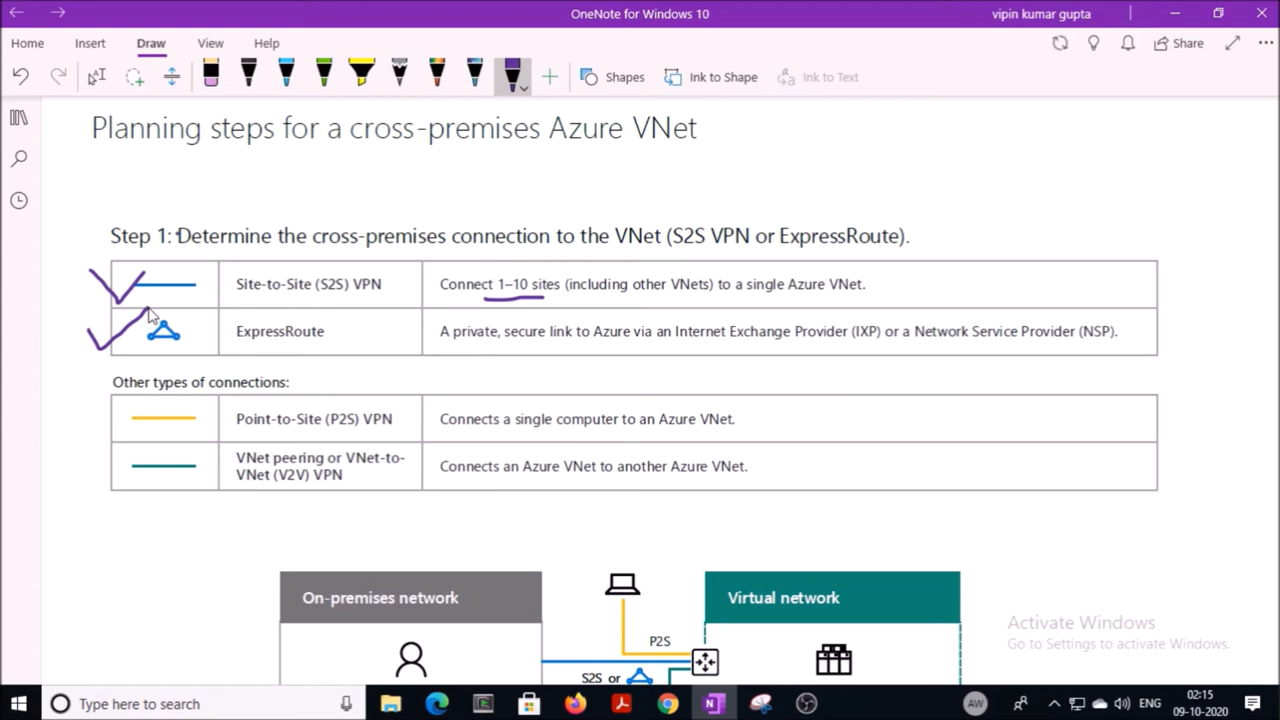 OneNote for Windows 10
vipin kumar gupta
Home Insert Draw View Help
Share
Shapes Ink to Shape Ink to Text
Planning steps for a cross-premises Azure VNet
Step 1: Determine the cross-premises connection to the VNet (S2S VPN or ExpressRoute).
Site-to-Site (S2S) VPN
Connect 1–10 sites (including other VNets) to a single Azure VNet.
ExpressRoute
A private, secure link to Azure via an Internet Exchange Provider (IXP) or a Network Service Provider (NSP).
Other types of connections:
Point-to-Site (P2S) VPN
Connects a single computer to an Azure VNet.
VNet peering or VNet-to-
VNet (V2V) VPN
Connects an Azure VNet to another Azure VNet.
On-premises network
Virtual network
P2S
S2S or
Activate Windows
Go to Settings to activate Windows.
Type here to search
AW
ENG
02:15
09-10-2020